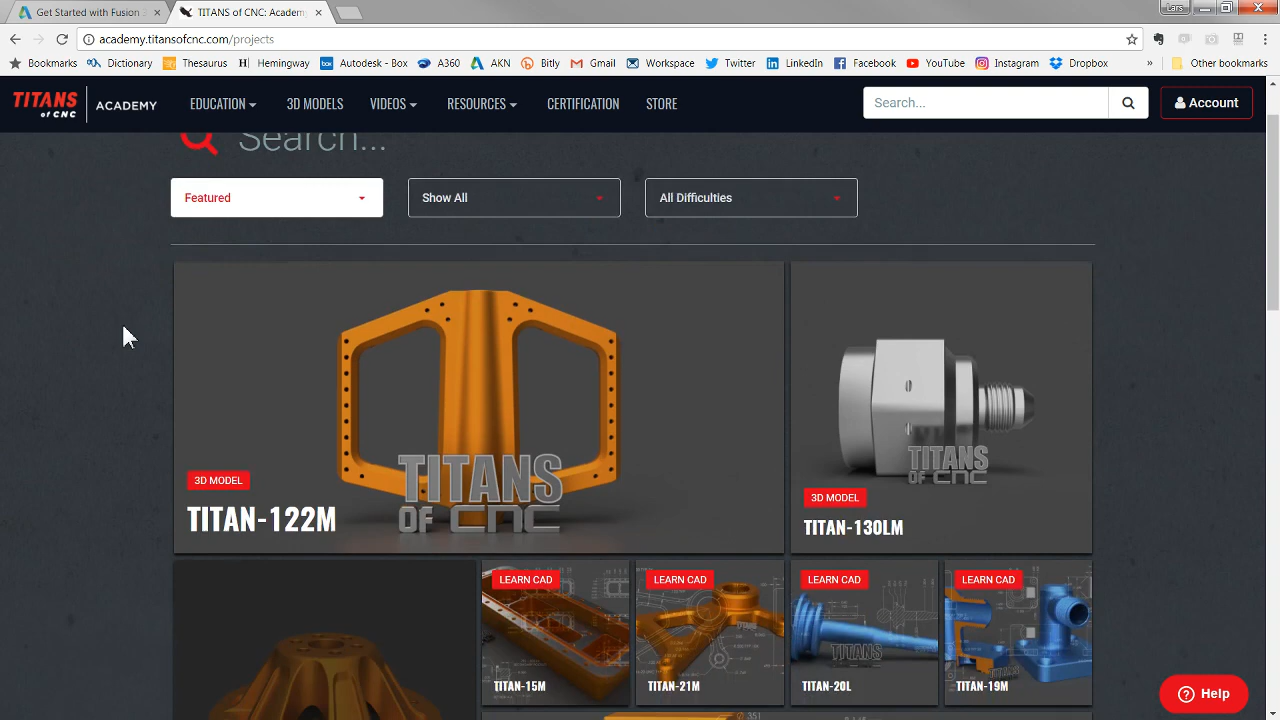 Get Started with Fusion
TITANS of CNC: Academy
Lars
academy.titansofcnc.com/projects
Bookmarks Dictionary Thesaurus Hemingway Autodesk - Box A360 AKN Bitly Gmail Workspace Twitter LinkedIn Facebook YouTube Instagram Dropbox » Other bookmarks
TITANS of CNC ACADEMY EDUCATION 3D MODELS VIDEOS RESOURCES CERTIFICATION STORE Search... Account
Search...
Featured Show All All Difficulties
TITANS OF CNC
3D MODEL
TITAN-122M
TITANS OF CNC
3D MODEL
TITAN-130LM
LEARN CAD
TITAN-15M
LEARN CAD
TITAN-21M
LEARN CAD
TITANS
TITAN-20L
LEARN CAD
TITAN-19M
Ø .351
Help